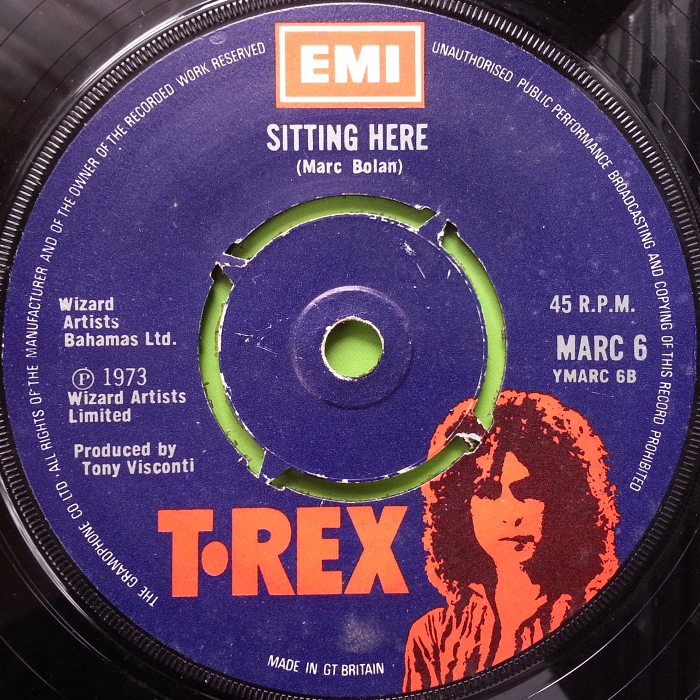 EMI
SITTING HERE
(Marc Bolan)
Wizard
Artists
Bahamas Ltd.
Ⓟ 1973
Wizard Artists
Limited
Produced by
Tony Visconti
45 R.P.M.
MARC 6
YMARC 6B
T·REX
MADE IN GT BRITAIN
THE GRAMOPHONE CO LTD · ALL RIGHTS OF THE MANUFACTURER AND OF THE OWNER OF THE RECORDED WORK RESERVED
UNAUTHORISED PUBLIC PERFORMANCE BROADCASTING AND COPYING OF THIS RECORD PROHIBITED